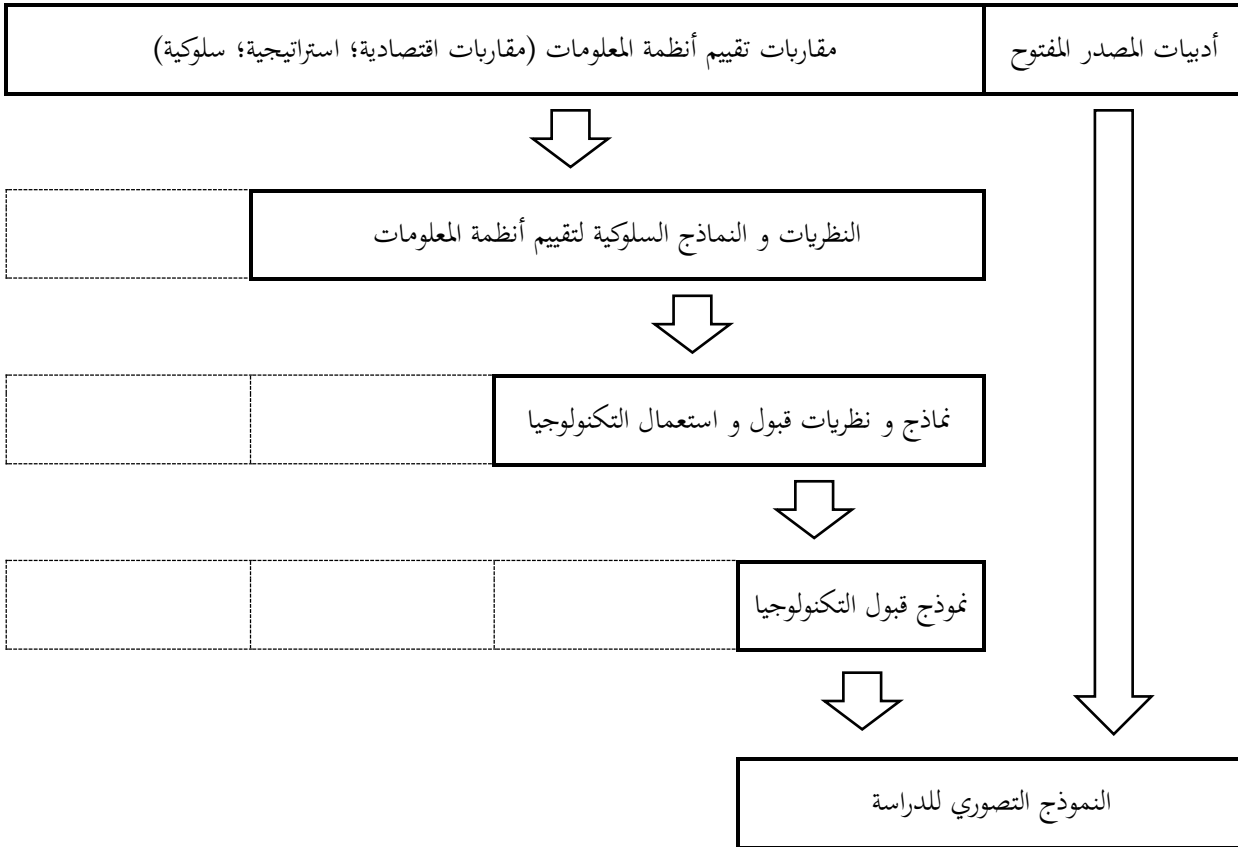 أدبيات المصدر المفتوح
مقاربات تقييم أنظمة المعلومات (مقاربات اقتصادية؛ استراتيجية؛ سلوكية)
النظريات و النماذج السلوكية لتقييم أنظمة المعلومات
نماذج و نظريات قبول و استعمال التكنولوجيا
نموذج قبول التكنولوجيا
النموذج التصوري للدراسة